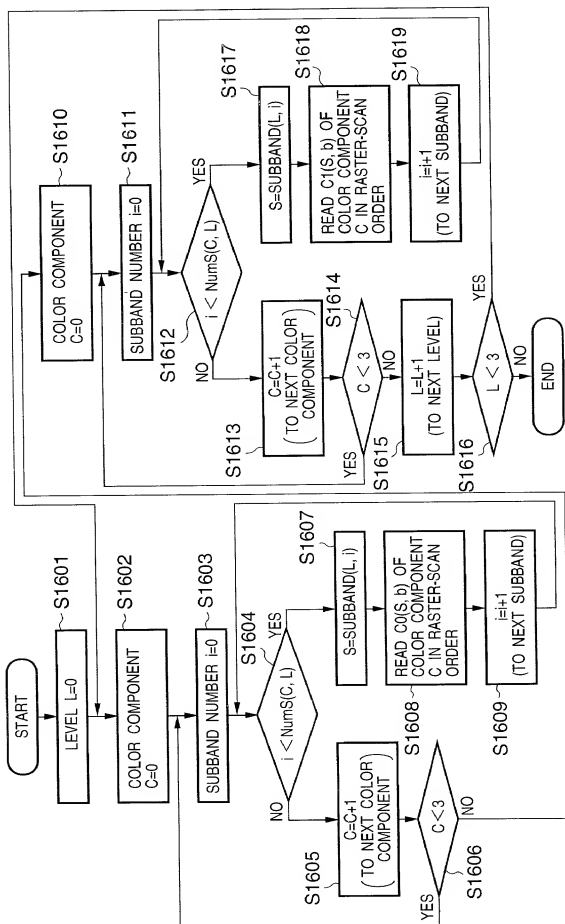 START
LEVEL L=0
S1601
COLOR COMPONENT
C=0
S1602
SUBBAND NUMBER i=0
S1603
i < NumS(C, L)
S1604
YES
NO
C=C+1
(TO NEXT COLOR
COMPONENT)
S1605
C<3
S1606
YES
NO
S=SUBBAND(L, i)
S1607
READ C0(S, b) OF
COLOR COMPONENT
C IN RASTER-SCAN
ORDER
S1608
i=i+1
(TO NEXT SUBBAND)
S1609
COLOR COMPONENT
C=0
S1610
SUBBAND NUMBER i=0
S1611
i < NumS(C, L)
S1612
YES
NO
C=C+1
(TO NEXT COLOR
COMPONENT)
S1613
C < 3
S1614
YES
NO
L=L+1
(TO NEXT LEVEL)
S1615
L < 3
S1616
YES
NO
END
S=SUBBAND(L, i)
S1617
READ C1(S, b) OF
COLOR COMPONENT
C IN RASTER-SCAN
ORDER
S1618
i=i+1
(TO NEXT SUBBAND)
S1619